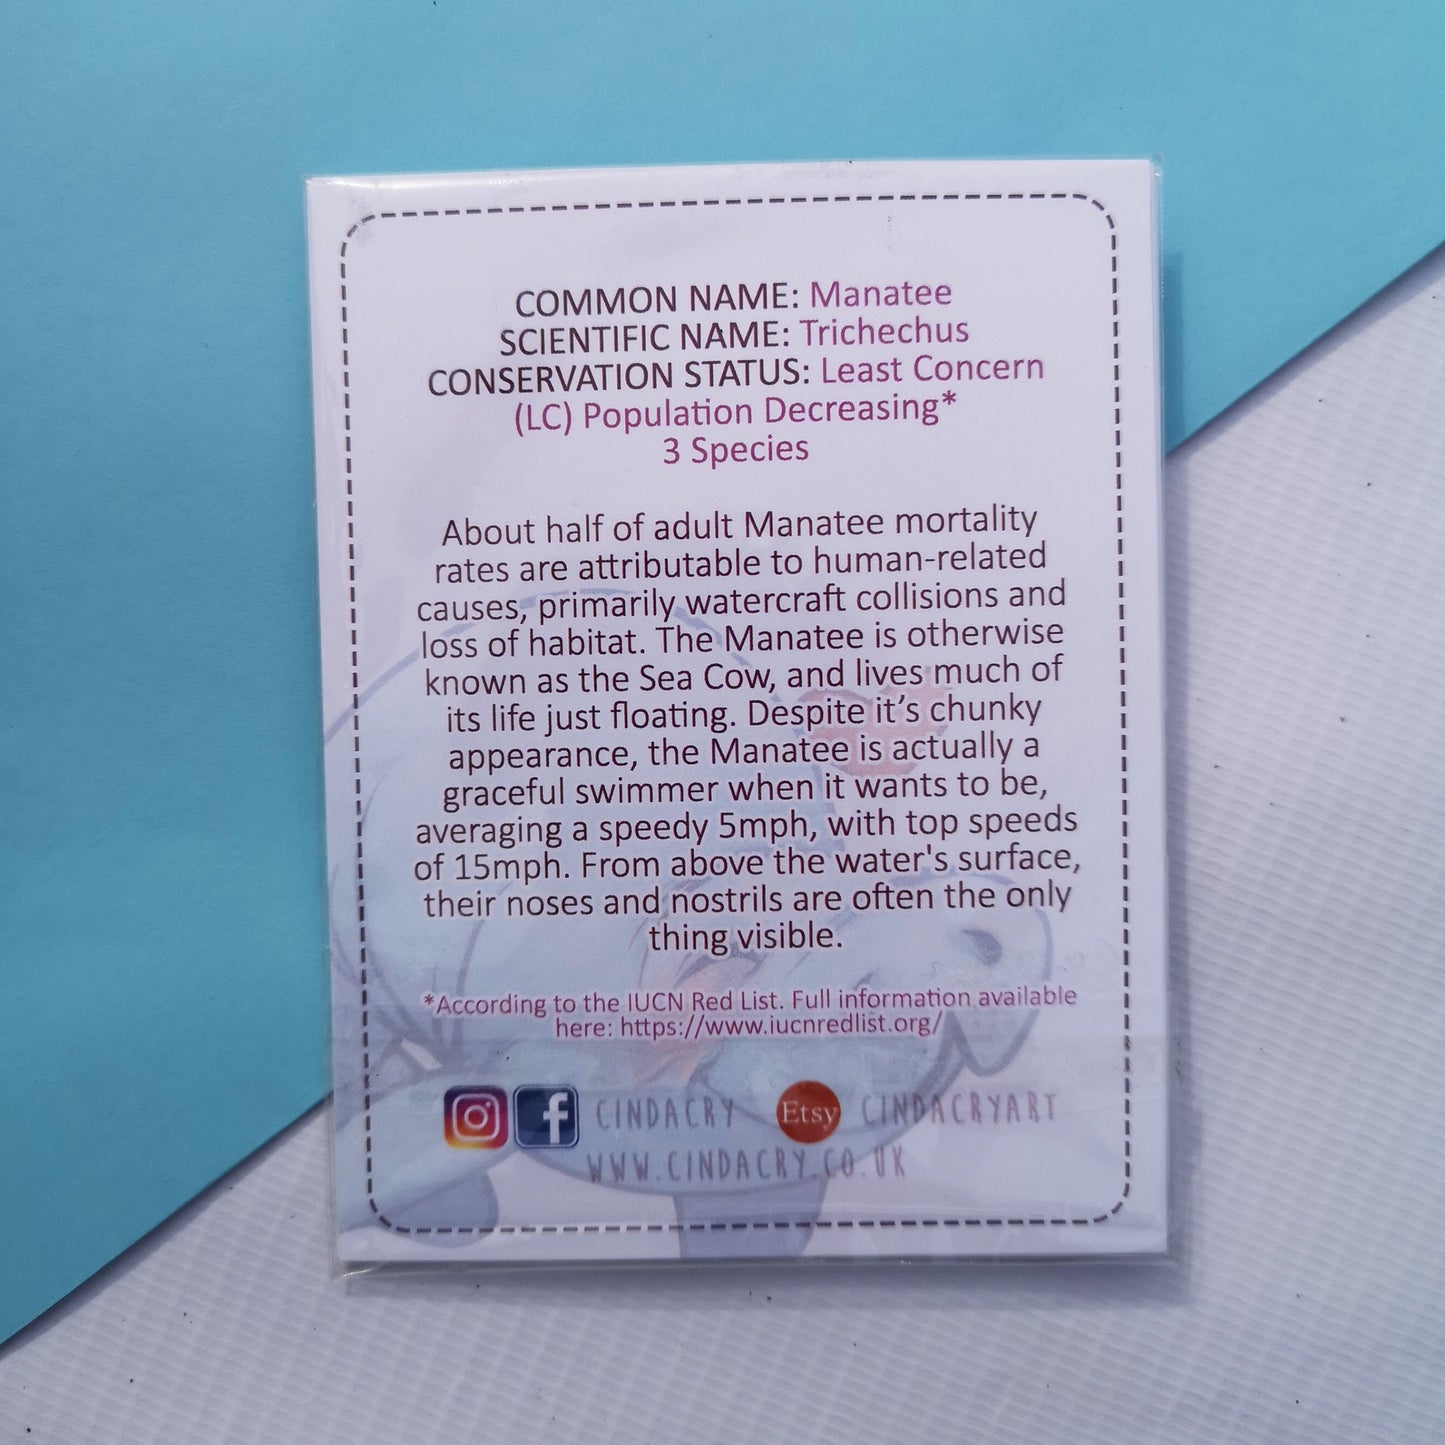 COMMON NAME: Manatee
SCIENTIFIC NAME: Trichechus
CONSERVATION STATUS: Least Concern
(LC) Population Decreasing*
3 Species
About half of adult Manatee mortality
rates are attributable to human-related
causes, primarily watercraft collisions and
loss of habitat. The Manatee is otherwise
known as the Sea Cow, and lives much of
its life just floating. Despite it’s chunky
appearance, the Manatee is actually a
graceful swimmer when it wants to be,
averaging a speedy 5mph, with top speeds
of 15mph. From above the water's surface,
their noses and nostrils are often the only
thing visible.
*According to the IUCN Red List. Full information available
here: https://www.iucnredlist.org/
f CINDACRY Etsy CINDACRYART
WWW.CINDACRY.CO.UK